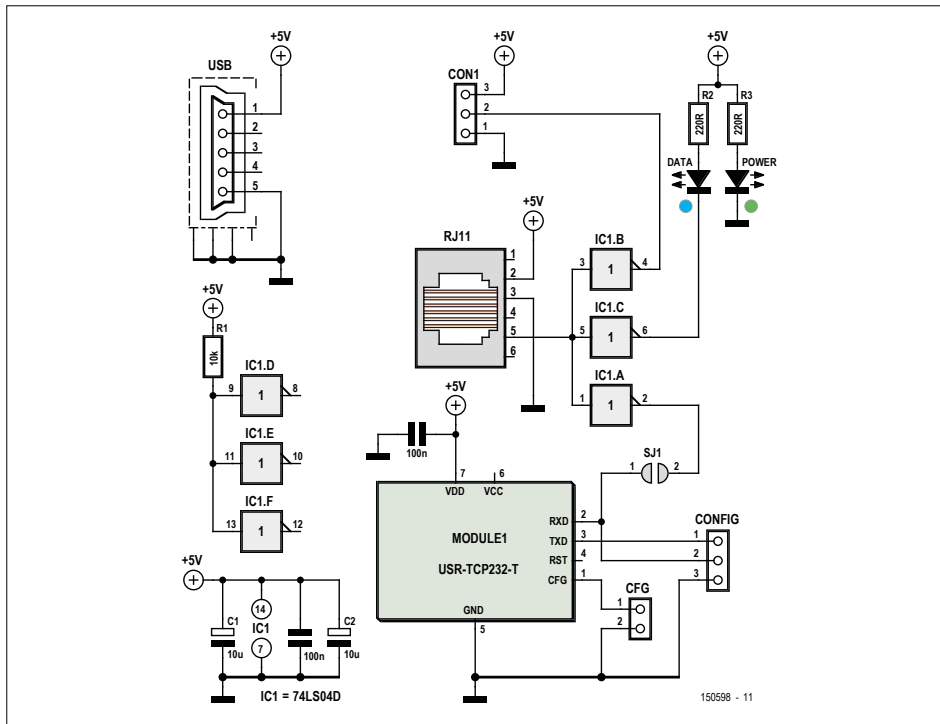 USB
+5V
1
2
3
4
5
CON1
+5V
3
2
1
+5V
R2
R3
220R
220R
DATA
POWER
RJ11
+5V
1
2
3
4
5
6
IC1.B
3
1
4
IC1.C
5
1
6
IC1.A
1
1
2
+5V
R1
10k
IC1.D
9
1
8
IC1.E
11
1
10
IC1.F
13
1
12
+5V
100n
7
6
VDD
VCC
MODULE1
USR-TCP232-T
RXD
2
TXD
3
RST
4
CFG
1
GND
5
SJ1
1
2
CONFIG
1
2
3
CFG
1
2
+5V
C1
10u
14
IC1
7
100n
C2
10u
IC1 = 74LS04D
150598 - 11